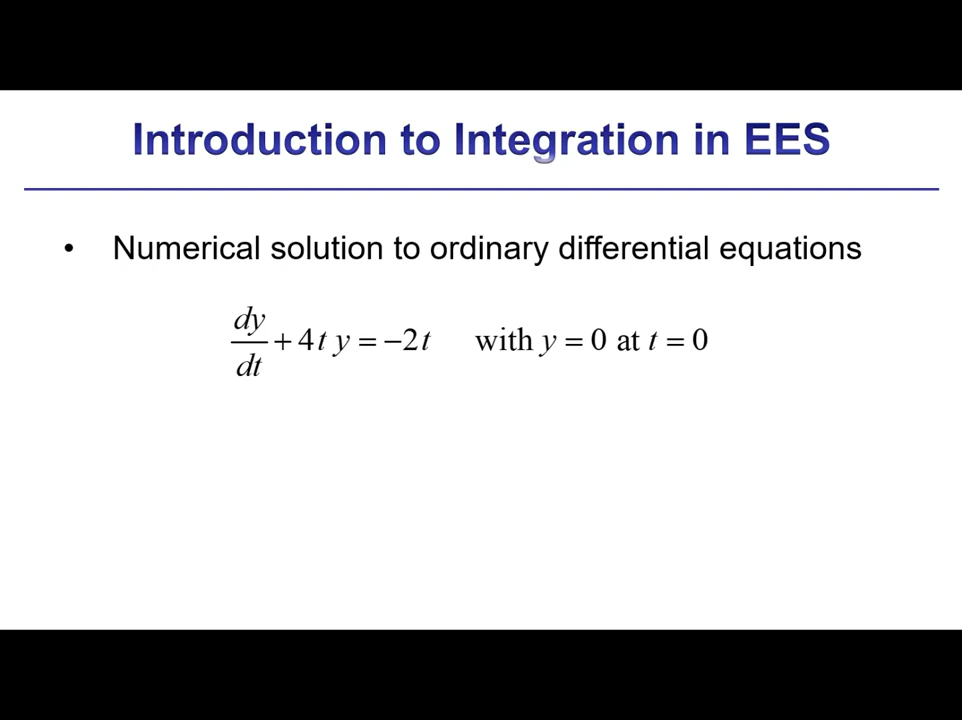 Introduction to Integration in EES
• Numerical solution to ordinary differential equations
dy/dt + 4t y = −2t with y = 0 at t = 0